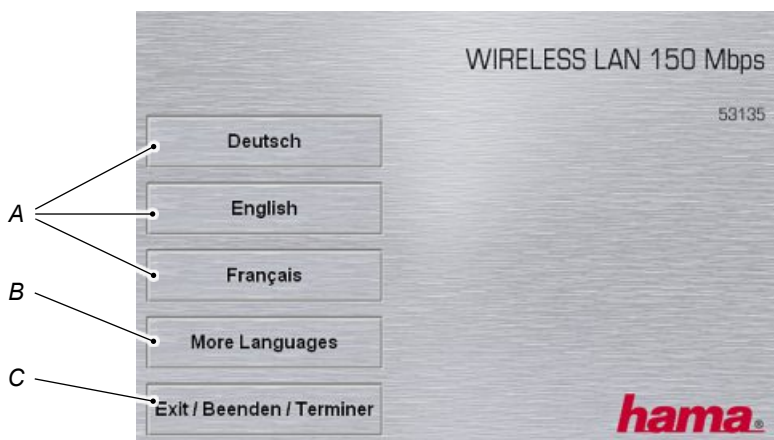 WIRELESS LAN 150 Mbps
53135
Deutsch
A
English
Français
B
More Languages
C
Exit / Beenden / Terminer
hama®